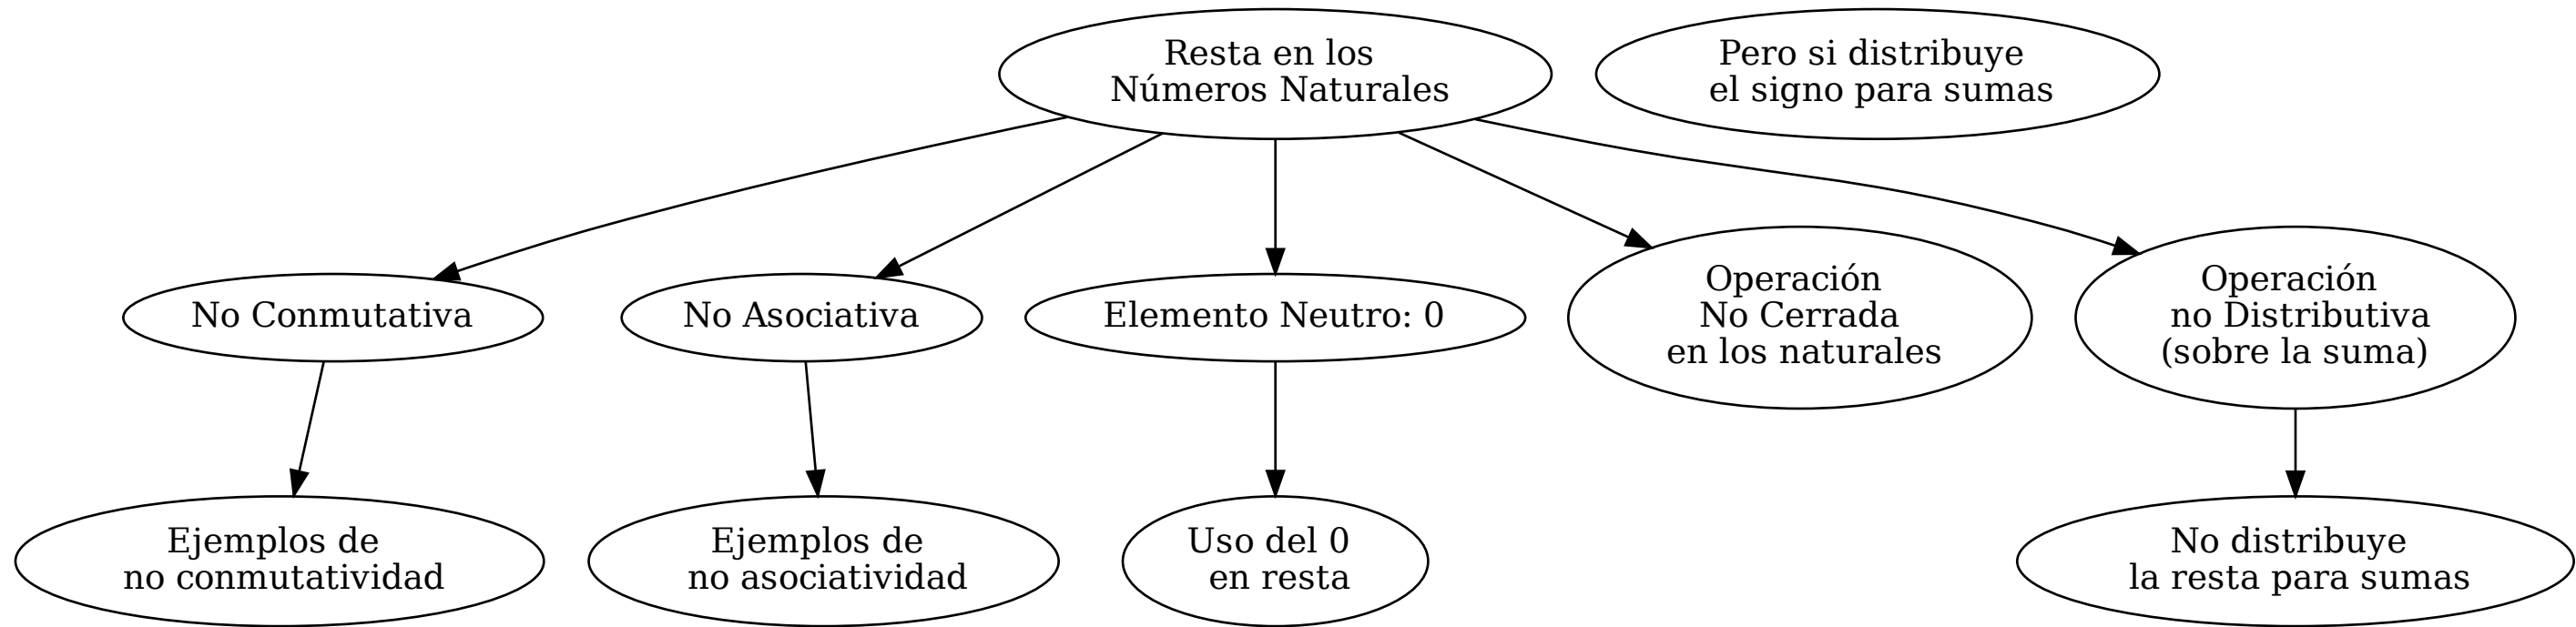 Resta en los
Números Naturales
Pero si distribuye
el signo para sumas
No Conmutativa
No Asociativa
Elemento Neutro: 0
Operación
No Cerrada
en los naturales
Operación
no Distributiva
(sobre la suma)
Ejemplos de
no conmutatividad
Ejemplos de
no asociatividad
Uso del 0
en resta
No distribuye
la resta para sumas